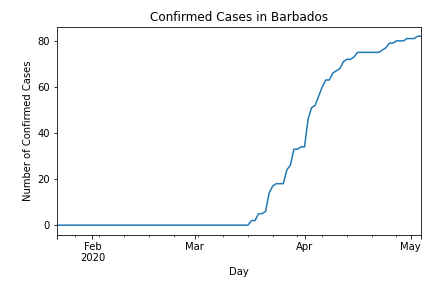 Confirmed Cases in Barbados
80
60
40
20
0
Number of Confirmed Cases
Feb
2020
Mar
Apr
May
Day